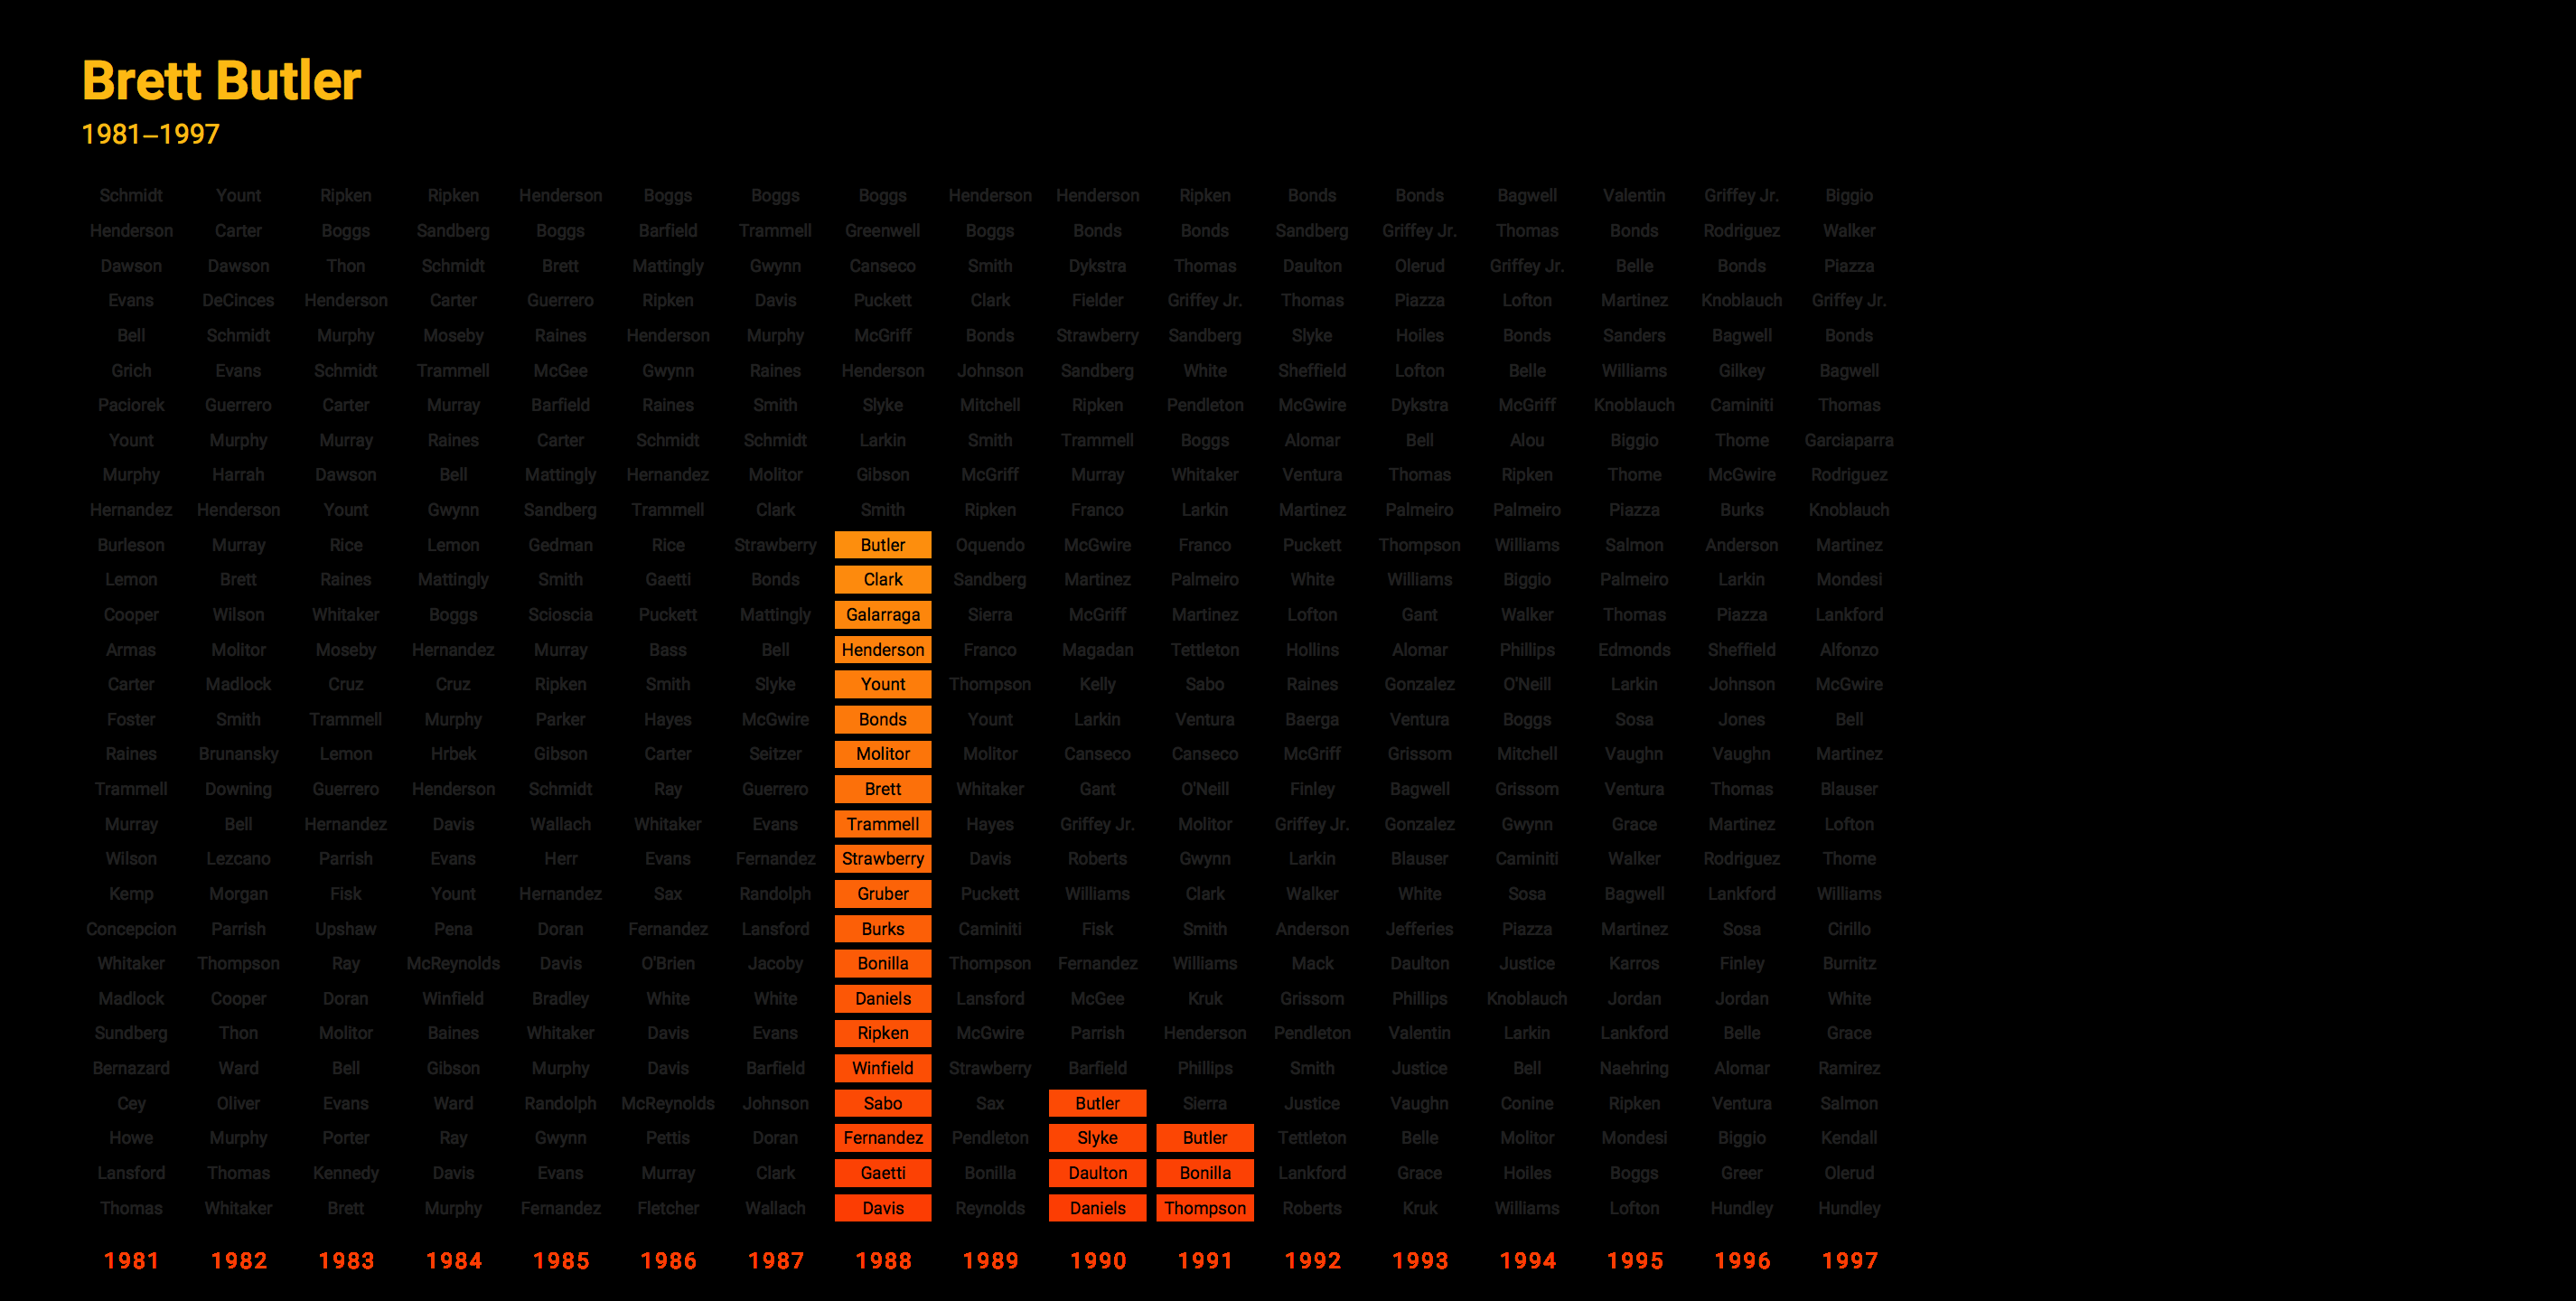 Brett Butler
1981–1997
Schmidt Yount Ripken Ripken Henderson Boggs Boggs Boggs Henderson Henderson Ripken Bonds Bonds Bagwell Valentin Griffey Jr. Biggio
Henderson Carter Boggs Sandberg Boggs Barfield Trammell Greenwell Boggs Bonds Bonds Sandberg Griffey Jr. Thomas Bonds Rodriguez Walker
Dawson Dawson Thon Schmidt Brett Mattingly Gwynn Canseco Smith Dykstra Thomas Daulton Olerud Griffey Jr. Belle Bonds Piazza
Evans DeCinces Henderson Carter Guerrero Ripken Davis Puckett Clark Fielder Griffey Jr. Thomas Piazza Lofton Martinez Knoblauch Griffey Jr.
Bell Schmidt Murphy Moseby Raines Henderson Murphy McGriff Bonds Strawberry Sandberg Slyke Hoiles Bonds Sanders Bagwell Bonds
Grich Evans Schmidt Trammell McGee Gwynn Raines Henderson Johnson Sandberg White Sheffield Lofton Belle Williams Gilkey Bagwell
Paciorek Guerrero Carter Murray Barfield Raines Smith Slyke Mitchell Ripken Pendleton McGwire Dykstra McGriff Knoblauch Caminiti Thomas
Yount Murphy Murray Raines Carter Schmidt Schmidt Larkin Smith Trammell Boggs Alomar Bell Alou Biggio Thome Garciaparra
Murphy Harrah Dawson Bell Mattingly Hernandez Molitor Gibson McGriff Murray Whitaker Ventura Thomas Ripken Thome McGwire Rodriguez
Hernandez Henderson Yount Gwynn Sandberg Trammell Clark Smith Ripken Franco Larkin Martinez Palmeiro Palmeiro Piazza Burks Knoblauch
Burleson Murray Rice Lemon Gedman Rice Strawberry Butler Oquendo McGwire Franco Puckett Thompson Williams Salmon Anderson Martinez
Lemon Brett Raines Mattingly Smith Gaetti Bonds Clark Sandberg Martinez Palmeiro White Williams Biggio Palmeiro Larkin Mondesi
Cooper Wilson Whitaker Boggs Scioscia Puckett Mattingly Galarraga Sierra McGriff Martinez Lofton Gant Walker Thomas Piazza Lankford
Armas Molitor Moseby Hernandez Murray Bass Bell Henderson Franco Magadan Tettleton Hollins Alomar Phillips Edmonds Sheffield Alfonzo
Carter Madlock Cruz Cruz Ripken Smith Slyke Yount Thompson Kelly Sabo Raines Gonzalez O'Neill Larkin Johnson McGwire
Foster Smith Trammell Murphy Parker Hayes McGwire Bonds Yount Larkin Ventura Baerga Ventura Boggs Sosa Jones Bell
Raines Brunansky Lemon Hrbek Gibson Carter Seitzer Molitor Molitor Canseco Canseco McGriff Grissom Mitchell Vaughn Vaughn Martinez
Trammell Downing Guerrero Henderson Schmidt Ray Guerrero Brett Whitaker Gant O'Neill Finley Bagwell Grissom Ventura Thomas Blauser
Murray Bell Hernandez Davis Wallach Whitaker Evans Trammell Hayes Griffey Jr. Molitor Griffey Jr. Gonzalez Gwynn Grace Martinez Lofton
Wilson Lezcano Parrish Evans Herr Evans Fernandez Strawberry Davis Roberts Gwynn Larkin Blauser Caminiti Walker Rodriguez Thome
Kemp Morgan Fisk Yount Hernandez Sax Randolph Gruber Puckett Williams Clark Walker White Sosa Bagwell Lankford Williams
Concepcion Parrish Upshaw Pena Doran Fernandez Lansford Burks Caminiti Fisk Smith Anderson Jefferies Piazza Martinez Sosa Cirillo
Whitaker Thompson Ray McReynolds Davis O'Brien Jacoby Bonilla Thompson Fernandez Williams Mack Daulton Justice Karros Finley Burnitz
Madlock Cooper Doran Winfield Bradley White White Daniels Lansford McGee Kruk Grissom Phillips Knoblauch Jordan Jordan White
Sundberg Thon Molitor Baines Whitaker Davis Evans Ripken McGwire Parrish Henderson Pendleton Valentin Larkin Lankford Belle Grace
Bernazard Ward Bell Gibson Murphy Davis Barfield Winfield Strawberry Barfield Phillips Smith Justice Bell Naehring Alomar Ramirez
Cey Oliver Evans Ward Randolph McReynolds Johnson Sabo Sax Butler Sierra Justice Vaughn Conine Ripken Ventura Salmon
Howe Murphy Porter Ray Gwynn Pettis Doran Fernandez Pendleton Slyke Butler Tettleton Belle Molitor Mondesi Biggio Kendall
Lansford Thomas Kennedy Davis Evans Murray Clark Gaetti Bonilla Daulton Bonilla Lankford Grace Hoiles Boggs Greer Olerud
Thomas Whitaker Brett Murphy Fernandez Fletcher Wallach Davis Reynolds Daniels Thompson Roberts Kruk Williams Lofton Hundley Hundley
1981 1982 1983 1984 1985 1986 1987 1988 1989 1990 1991 1992 1993 1994 1995 1996 1997